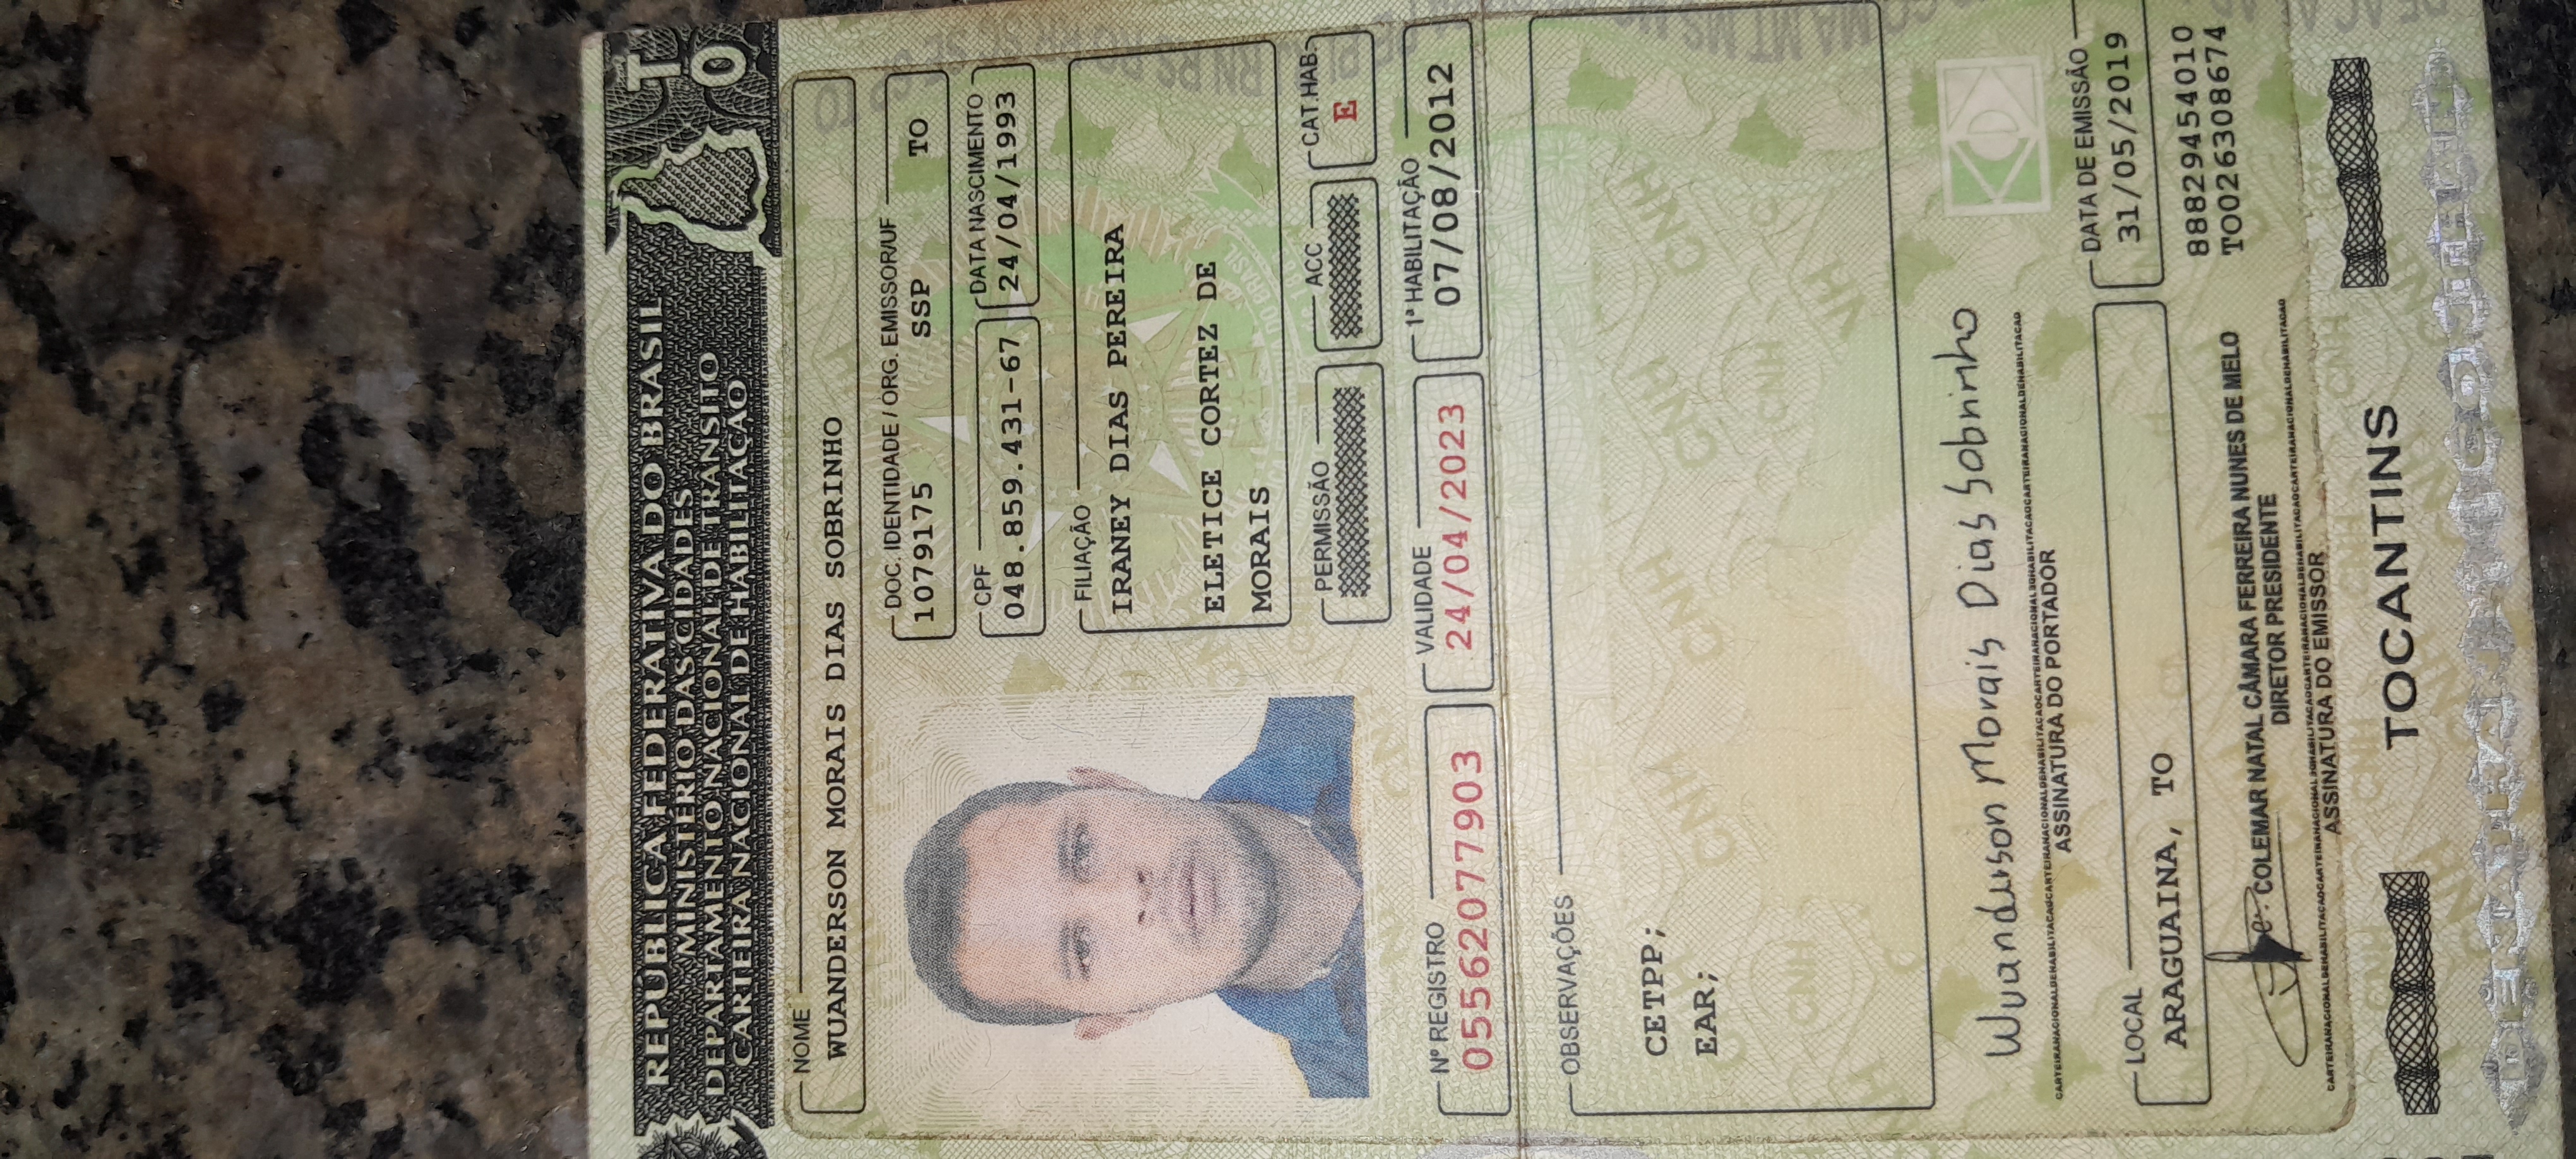 REPÚBLICA FEDERATIVA DO BRASIL
MINISTÉRIO DAS CIDADES
DEPARTAMENTO NACIONAL DE TRÂNSITO
CARTEIRA NACIONAL DE HABILITAÇÃO
TO
NOME
WUANDERSON MORAIS DIAS SOBRINHO
DOC. IDENTIDADE / ÓRG. EMISSOR/UF
1079175 SSP TO
CPF DATA NASCIMENTO
048.859.431-67 24/04/1993
FILIAÇÃO
IRANEY DIAS PEREIRA
ELETICE CORTEZ DE
MORAIS
PERMISSÃO ACC CAT.HAB.
E
Nº REGISTRO VALIDADE 1ª HABILITAÇÃO
05562077903 24/04/2023 07/08/2012
OBSERVAÇÕES
CETPP;
EAR;
Wuanderson Morais Dias Sobrinho
ASSINATURA DO PORTADOR
LOCAL DATA DE EMISSÃO
ARAGUAINA, TO 31/05/2019
88829454010
TO026308674
COLEMAR NATAL CÂMARA FERREIRA NUNES DE MELO
DIRETOR PRESIDENTE
ASSINATURA DO EMISSOR
TOCANTINS